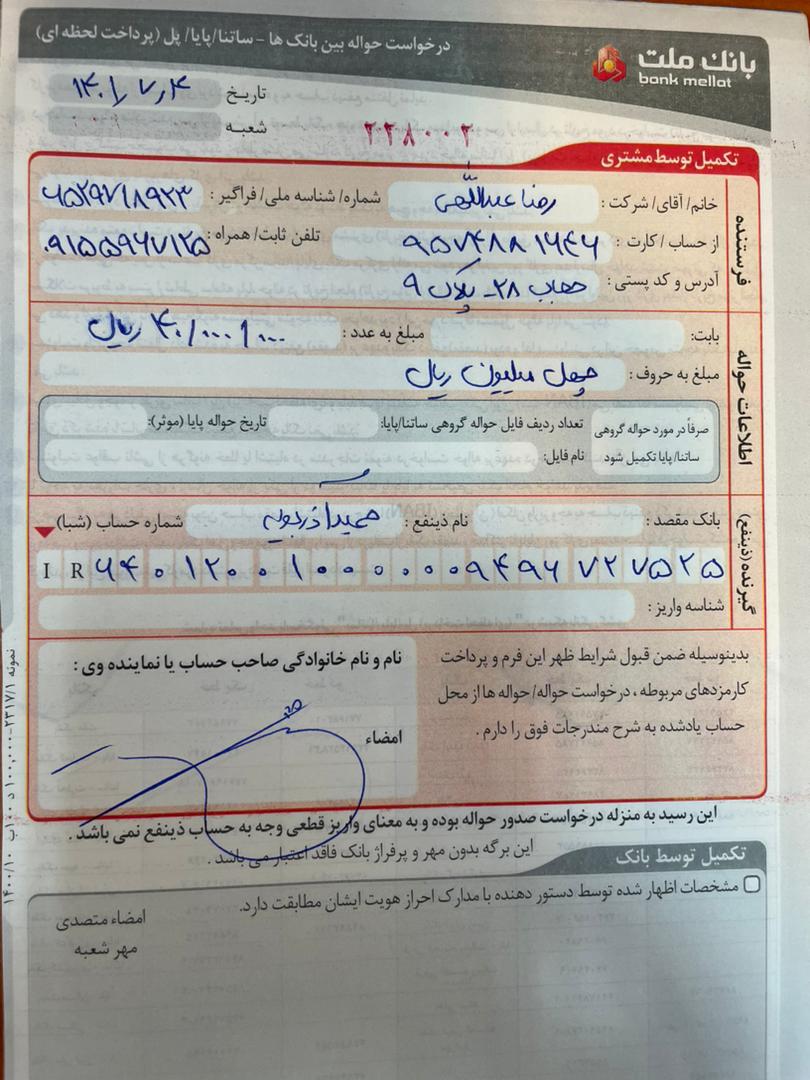 درخواست حواله بین بانک ها - ساتنا/پایا/ پل (پرداخت لحظه ای)
بانک ملت
bank mellat
تاریخ ۱۴۰۱/۷/۴
شعبه
۲۲۸۰۰۲
تکمیل توسط مشتری
فرستنده
خانم/ آقای/ شرکت : رضا عبداللهی شماره/ شناسه ملی/ فراگیر :
از حساب/ کارت : ۹۵۷۴۸۸۱۶۴۶ تلفن ثابت/ همراه : ۰۹۱۵۵۹۶۷۱۲۵
آدرس و کد پستی : حجاب ۲۸- پلاک ۹
اطلاعات حواله
بابت: مبلغ به عدد : ۴۰/۰۰۰/۰۰۰ ریال
مبلغ به حروف : چهل میلیون ریال
صرفاً در مورد حواله گروهی تعداد ردیف فایل حواله گروهی ساتنا/پایا: تاریخ حواله پایا (موثر):
ساتنا/پایا تکمیل شود نام فایل:
گیرنده (ذینفع)
بانک مقصد : نام ذینفع : حمید آذربویه شماره حساب (شبا)
IR ۶۴۰۱۲۰۰۱۰۰۰۰۰۰۹۴۹۶۷۲۷۵۲۵
شناسه واریز :
بدینوسیله ضمن قبول شرایط ظهر این فرم و پرداخت
کارمزدهای مربوطه ، درخواست حواله/ حواله ها از محل
حساب یادشده به شرح مندرجات فوق را دارم .
نام و نام خانوادگی صاحب حساب یا نماینده وی :
امضاء
این رسید به منزله درخواست صدور حواله بوده و به معنای واریز قطعی وجه به حساب ذینفع نمی باشد .
این برگه بدون مهر و پرفراژ بانک فاقد اعتبار می باشد .
تکمیل توسط بانک
مشخصات اظهار شده توسط دستور دهنده با مدارک احراز هویت ایشان مطابقت دارد.
امضاء متصدی
مهر شعبه
نمونه ۲۳۱۷/۱-۱۰۰,۰۰۰ د ۱۰۰ب ۱۴۰۰/۱۰